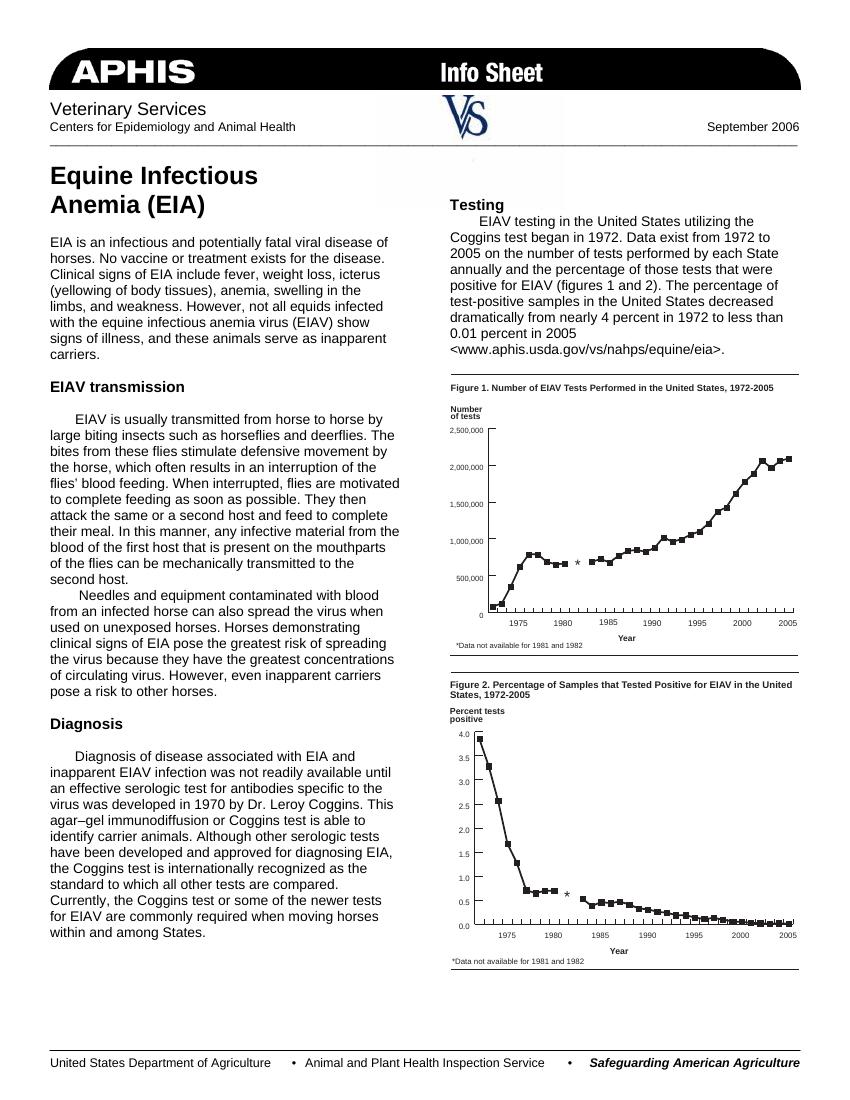 APHIS
Info Sheet
Veterinary Services
Centers for Epidemiology and Animal Health
VS
September 2006
Equine Infectious
Anemia (EIA)
EIA is an infectious and potentially fatal viral disease of
horses. No vaccine or treatment exists for the disease.
Clinical signs of EIA include fever, weight loss, icterus
(yellowing of body tissues), anemia, swelling in the
limbs, and weakness. However, not all equids infected
with the equine infectious anemia virus (EIAV) show
signs of illness, and these animals serve as inapparent
carriers.
EIAV transmission
EIAV is usually transmitted from horse to horse by
large biting insects such as horseflies and deerflies. The
bites from these flies stimulate defensive movement by
the horse, which often results in an interruption of the
flies' blood feeding. When interrupted, flies are motivated
to complete feeding as soon as possible. They then
attack the same or a second host and feed to complete
their meal. In this manner, any infective material from the
blood of the first host that is present on the mouthparts
of the flies can be mechanically transmitted to the
second host.
Needles and equipment contaminated with blood
from an infected horse can also spread the virus when
used on unexposed horses. Horses demonstrating
clinical signs of EIA pose the greatest risk of spreading
the virus because they have the greatest concentrations
of circulating virus. However, even inapparent carriers
pose a risk to other horses.
Diagnosis
Diagnosis of disease associated with EIA and
inapparent EIAV infection was not readily available until
an effective serologic test for antibodies specific to the
virus was developed in 1970 by Dr. Leroy Coggins. This
agar–gel immunodiffusion or Coggins test is able to
identify carrier animals. Although other serologic tests
have been developed and approved for diagnosing EIA,
the Coggins test is internationally recognized as the
standard to which all other tests are compared.
Currently, the Coggins test or some of the newer tests
for EIAV are commonly required when moving horses
within and among States.
Testing
EIAV testing in the United States utilizing the
Coggins test began in 1972. Data exist from 1972 to
2005 on the number of tests performed by each State
annually and the percentage of those tests that were
positive for EIAV (figures 1 and 2). The percentage of
test-positive samples in the United States decreased
dramatically from nearly 4 percent in 1972 to less than
0.01 percent in 2005
<www.aphis.usda.gov/vs/nahps/equine/eia>.
Figure 1. Number of EIAV Tests Performed in the United States, 1972-2005
Number
of tests
2,500,000
2,000,000
1,500,000
1,000,000
500,000
0
*
1975 1980 1985 1990 1995 2000 2005
Year
*Data not available for 1981 and 1982
Figure 2. Percentage of Samples that Tested Positive for EIAV in the United
States, 1972-2005
Percent tests
positive
4.0
3.5
3.0
2.5
2.0
1.5
1.0
0.5
0.0
*
1975 1980 1985 1990 1995 2000 2005
Year
*Data not available for 1981 and 1982
United States Department of Agriculture • Animal and Plant Health Inspection Service • Safeguarding American Agriculture